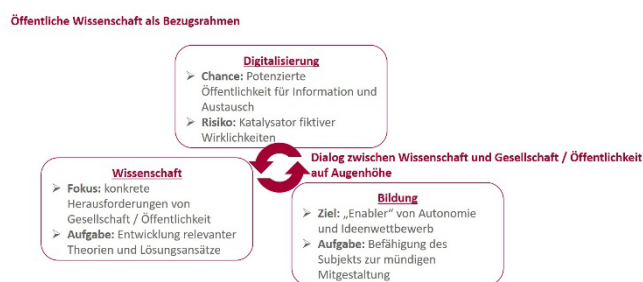 Öffentliche Wissenschaft als Bezugsrahmen
Digitalisierung
➢ Chance: Potenzierte
Öffentlichkeit für Information und
Austausch
➢ Risiko: Katalysator fiktiver
Wirklichkeiten
Dialog zwischen Wissenschaft und Gesellschaft / Öffentlichkeit
auf Augenhöhe
Wissenschaft
➢ Fokus: konkrete
Herausforderungen von
Gesellschaft / Öffentlichkeit
➢ Aufgabe: Entwicklung relevanter
Theorien und Lösungsansätze
Bildung
➢ Ziel: „Enabler“ von Autonomie
und Ideenwettbewerb
➢ Aufgabe: Befähigung des
Subjekts zur mündigen
Mitgestaltung